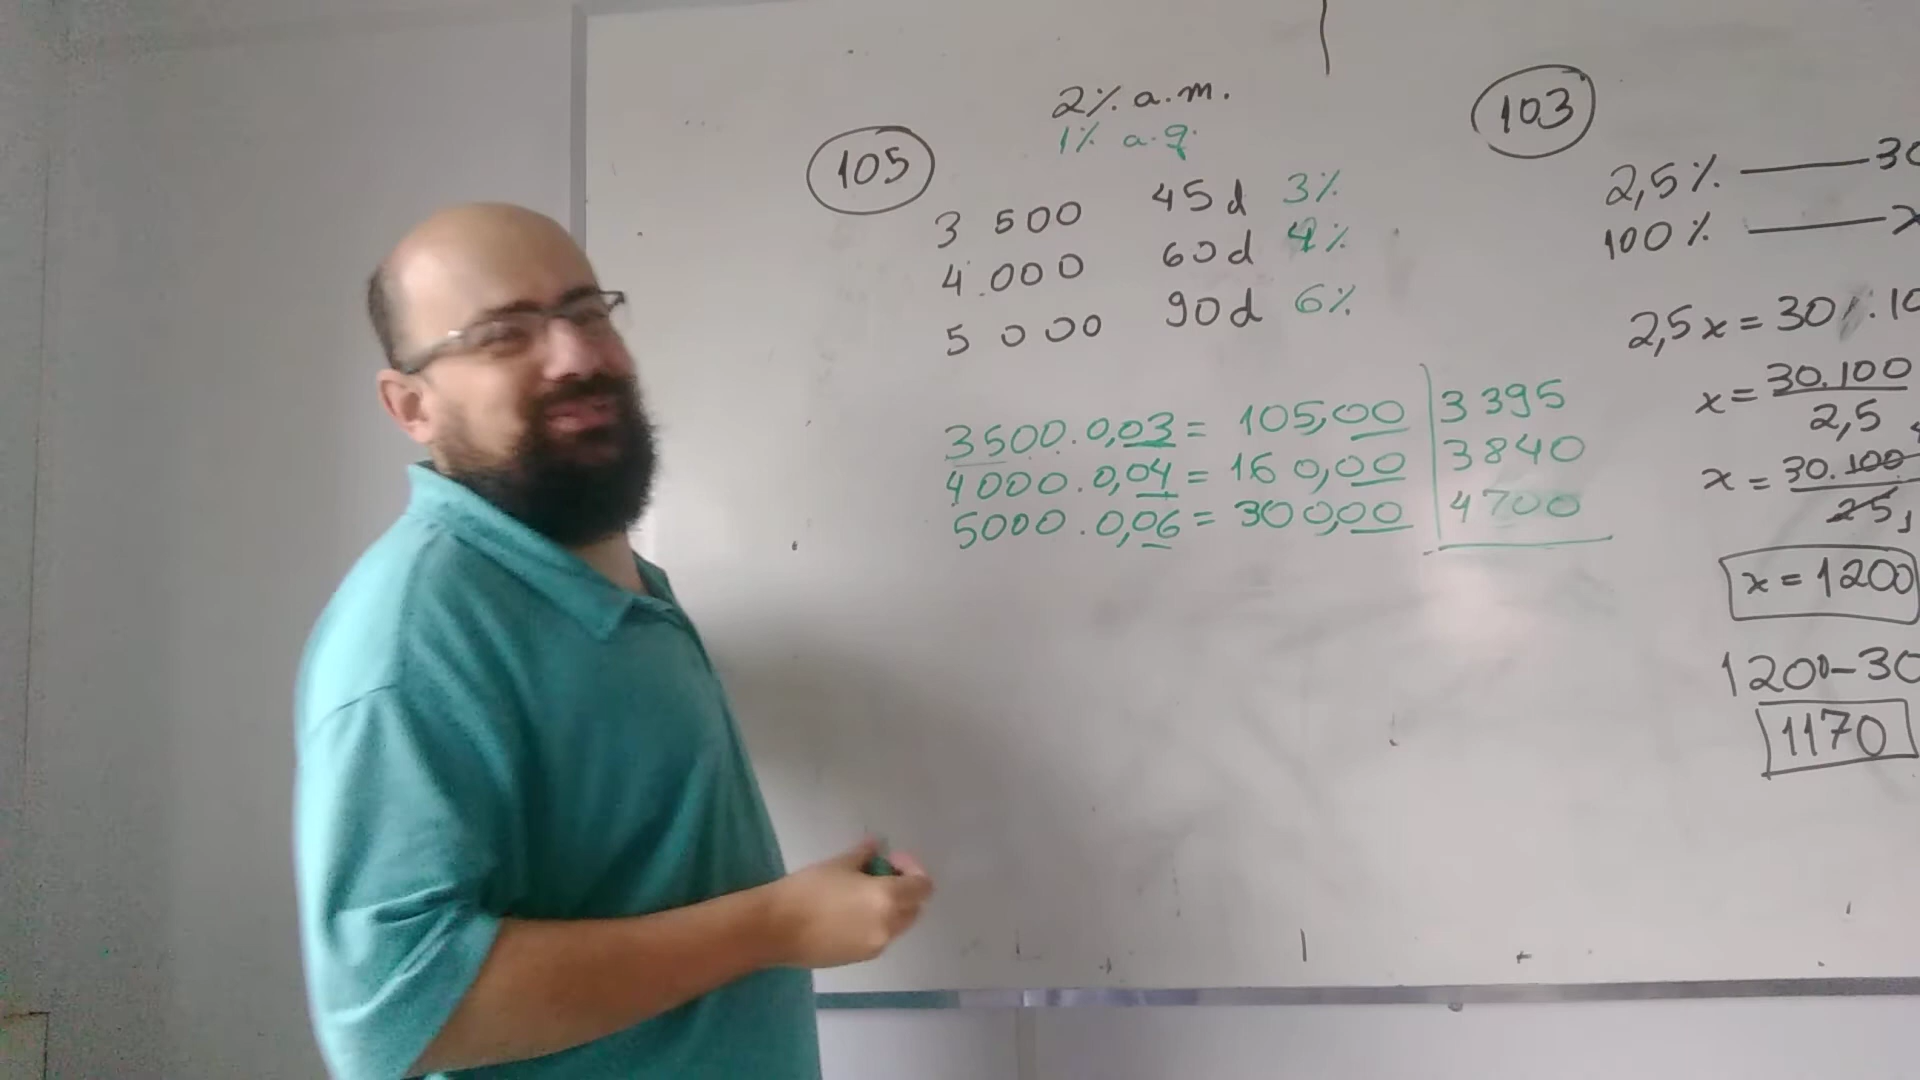 105
2% a.m.
1% a.q.
3 500 45d 3%
4.000 60d 4%
5 000 90d 6%
3500.0,03 = 105,00 3395
4000.0,04 = 160,00 3840
5000.0,06 = 300,00 4700
103
2,5% — 30
100% — x
2,5x = 30.10
x = 30.100
2,5
x = 30.100
25
x = 1200
1200-30
1170